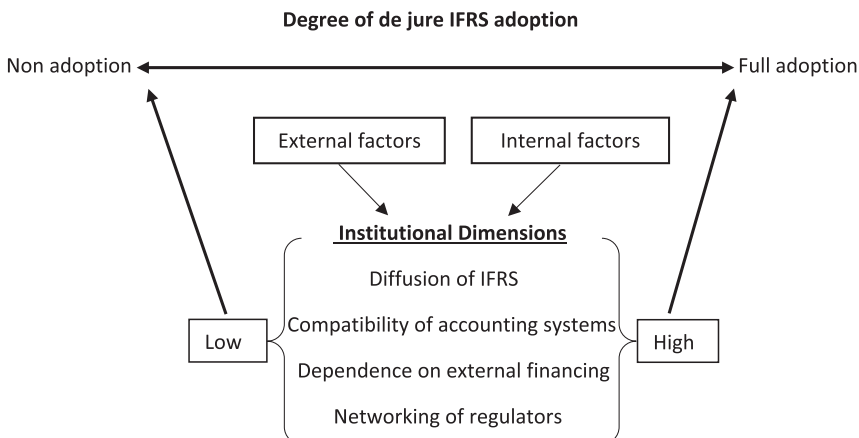 Degree of de jure IFRS adoption
Non adoption
Full adoption
External factors
Internal factors
Institutional Dimensions
Diffusion of IFRS
Low
Compatibility of accounting systems
High
Dependence on external financing
Networking of regulators